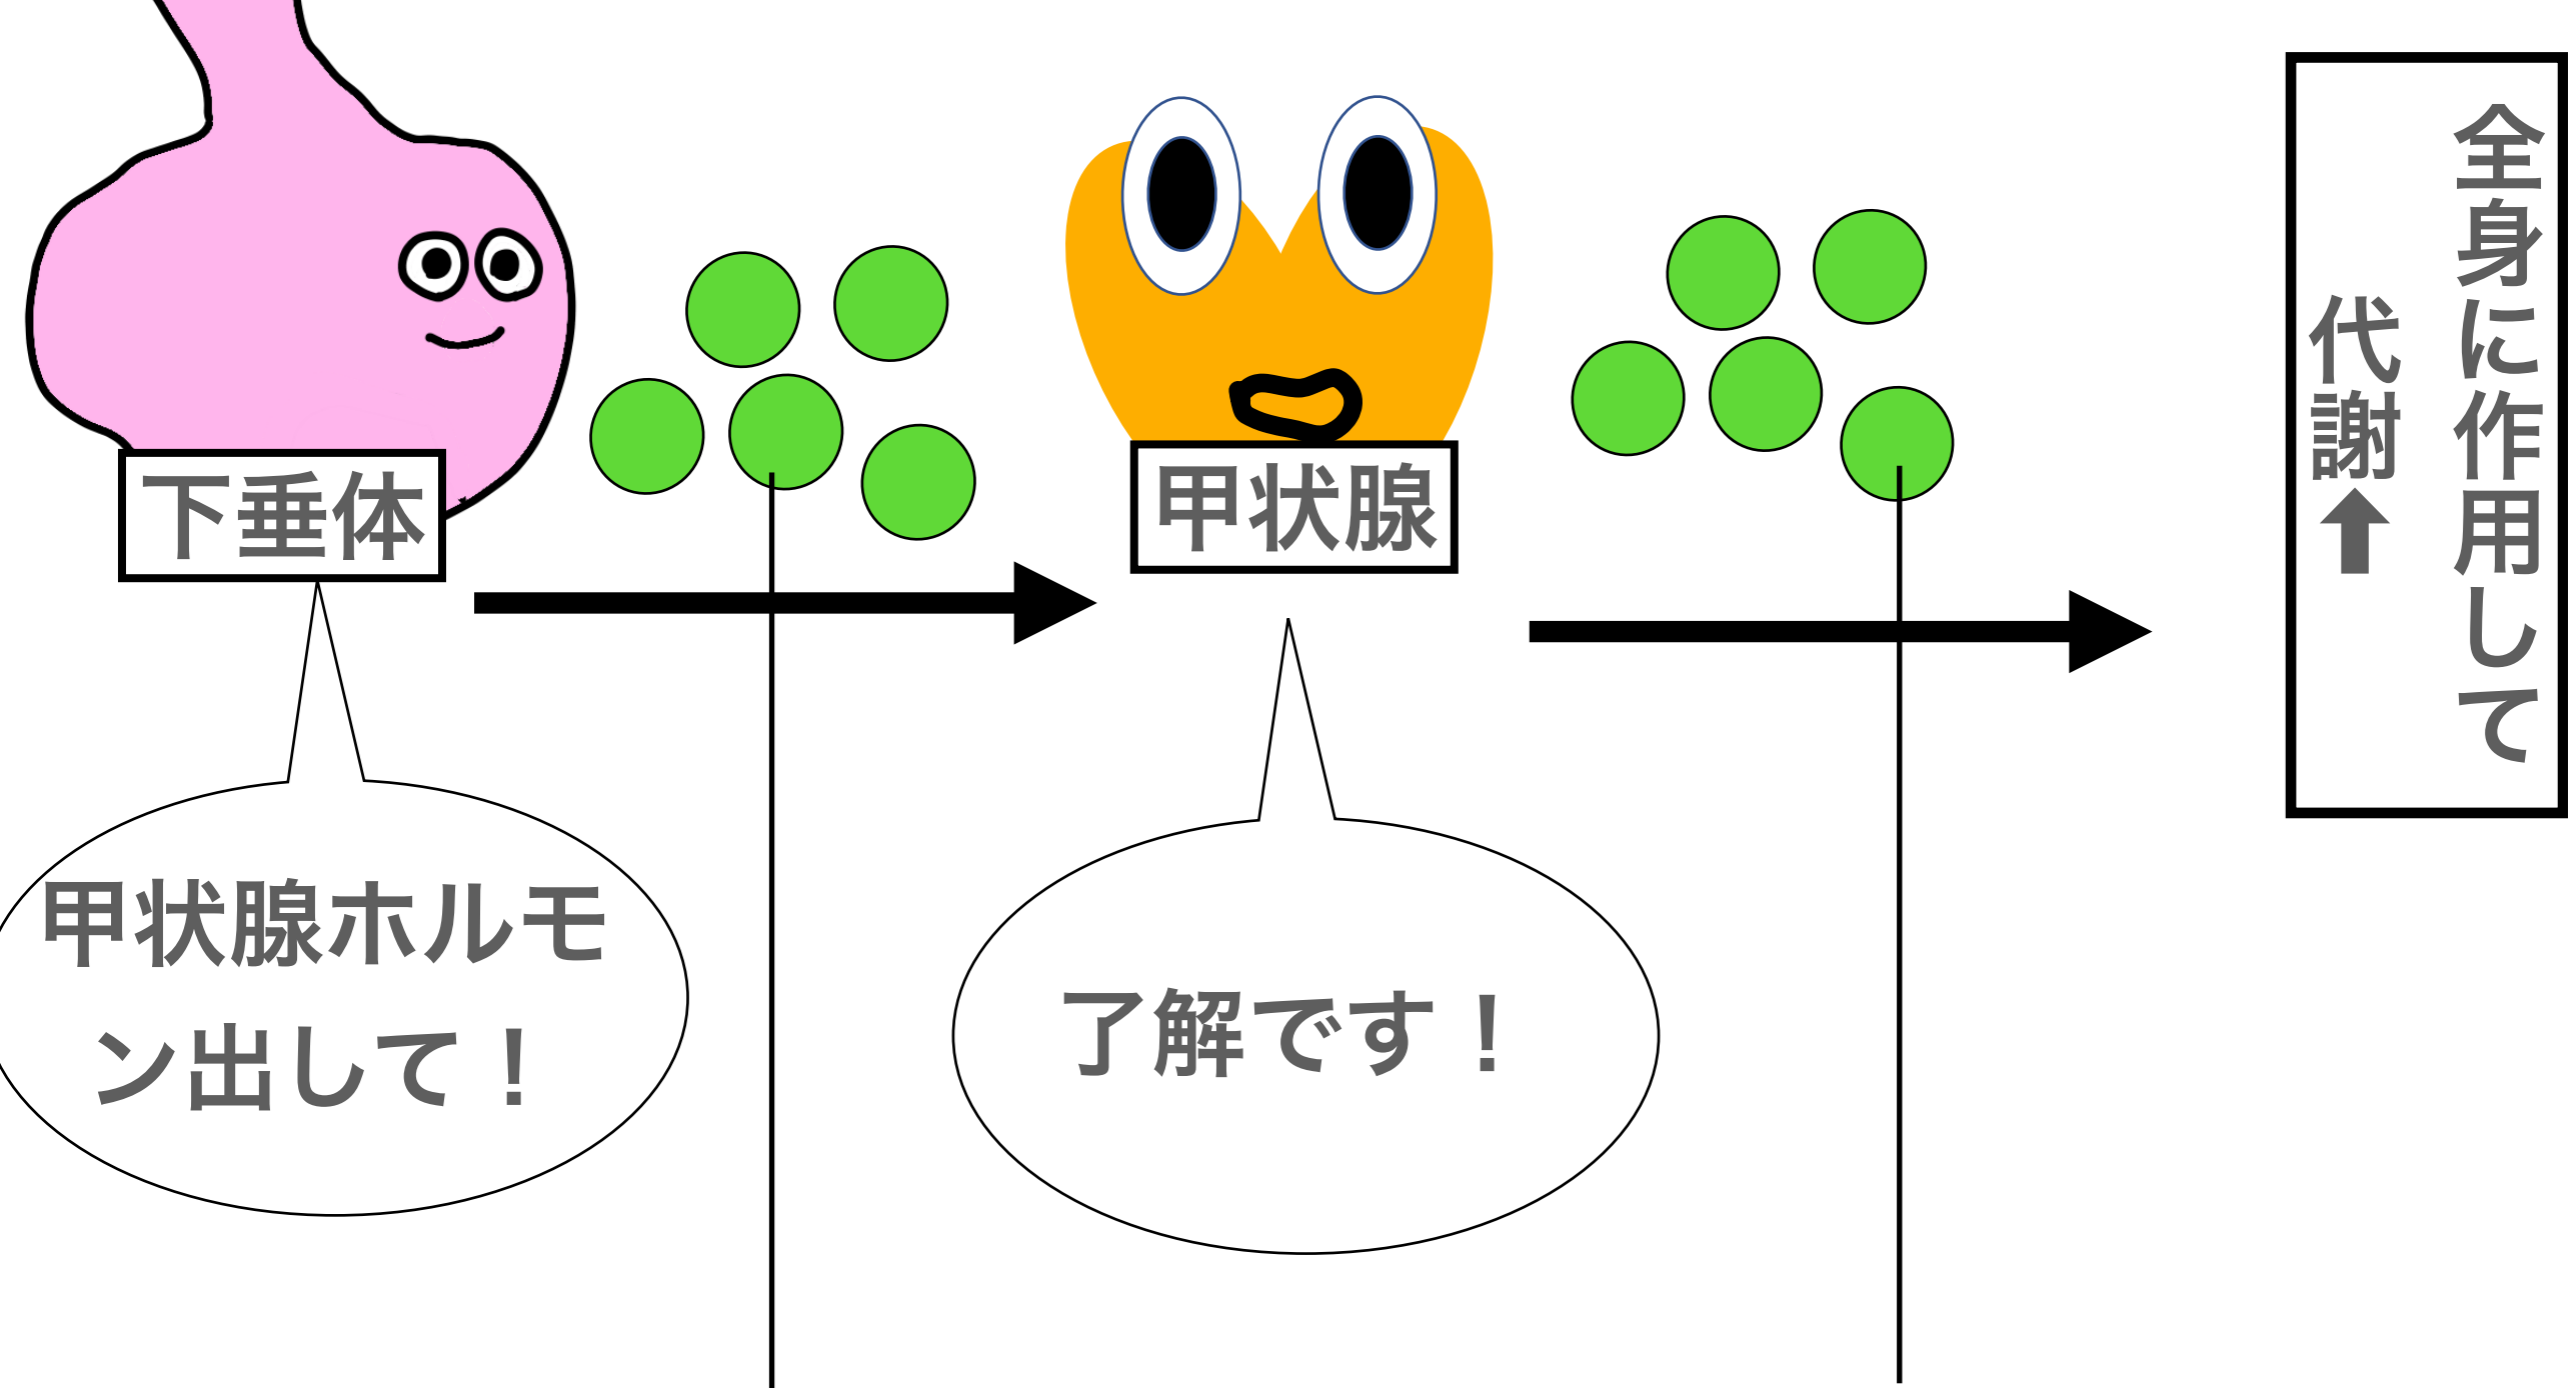 下垂体
甲状腺ホルモ
ン出して！
甲状腺
了解です！
全身に作用して
代謝⬆